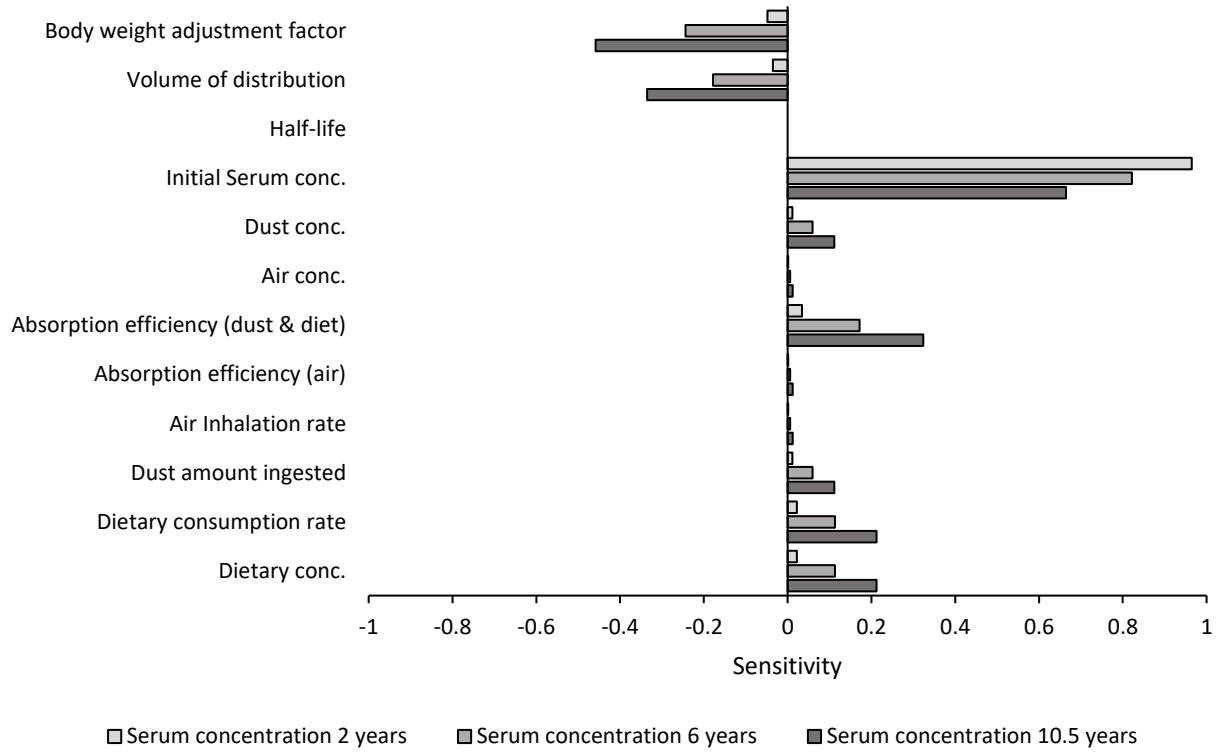 Body weight adjustment factor
Volume of distribution
Half-life
Initial Serum conc.
Dust conc.
Air conc.
Absorption efficiency (dust & diet)
Absorption efficiency (air)
Air Inhalation rate
Dust amount ingested
Dietary consumption rate
Dietary conc.
-1 -0.8 -0.6 -0.4 -0.2 0 0.2 0.4 0.6 0.8 1
Sensitivity
Serum concentration 2 years Serum concentration 6 years Serum concentration 10.5 years